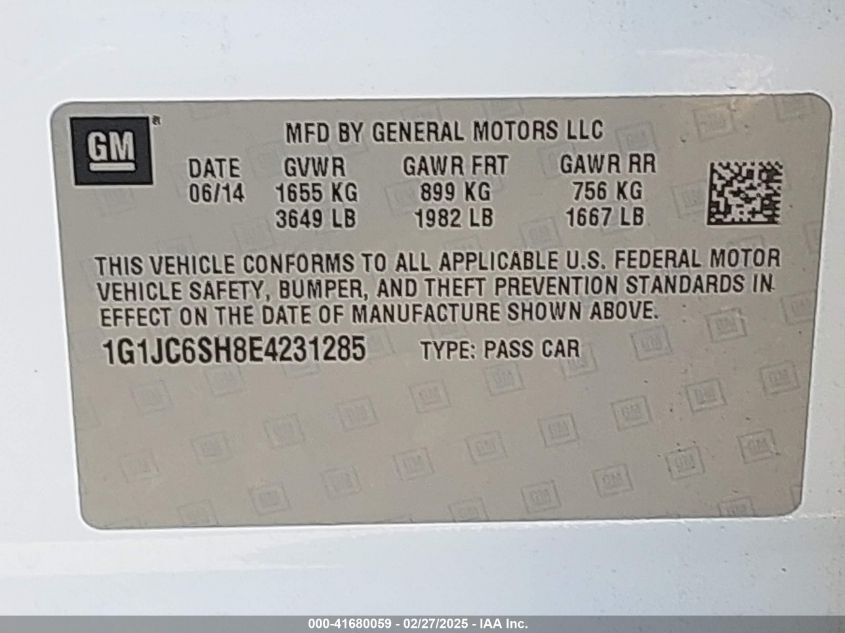 GM ®
MFD BY GENERAL MOTORS LLC
DATE GVWR GAWR FRT GAWR RR
06/14 1655 KG 899 KG 756 KG
3649 LB 1982 LB 1667 LB
THIS VEHICLE CONFORMS TO ALL APPLICABLE U.S. FEDERAL MOTOR
VEHICLE SAFETY, BUMPER, AND THEFT PREVENTION STANDARDS IN
EFFECT ON THE DATE OF MANUFACTURE SHOWN ABOVE.
1G1JC6SH8E4231285 TYPE: PASS CAR
000-41680059 - 02/27/2025 - IAA Inc.